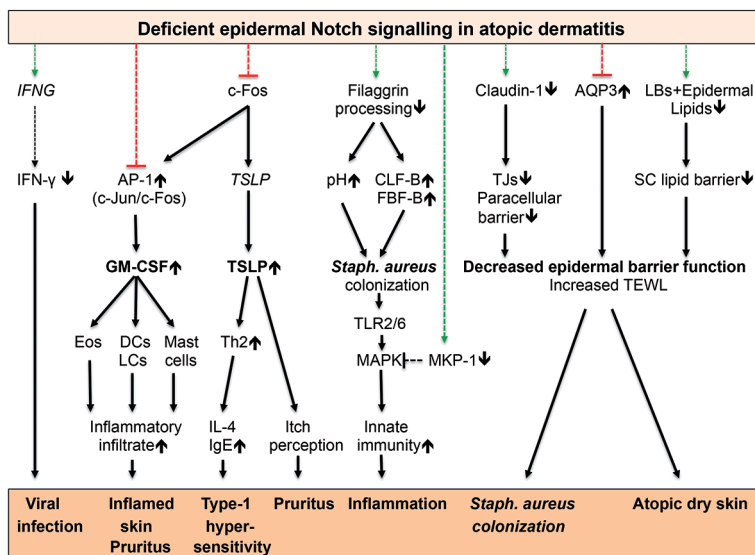 Deficient epidermal Notch signalling in atopic dermatitis
IFNG
c-Fos
Filaggrin
processing
Claudin-1
AQP3
LBs+Epidermal
Lipids
IFN-γ
AP-1
(c-Jun/c-Fos)
TSLP
pH
CLF-B
FBF-B
TJs
Paracellular
barrier
SC lipid barrier
GM-CSF
TSLP
Staph. aureus
colonization
Decreased epidermal barrier function
Increased TEWL
Eos
DCs
LCs
Mast
cells
Th2
TLR2/6
MAPK
MKP-1
Inflammatory
infiltrate
IL-4
IgE
Itch
perception
Innate
immunity
Viral
infection
Inflamed
skin
Pruritus
Type-1
hyper-
sensitivity
Pruritus
Inflammation
Staph. aureus
colonization
Atopic dry skin